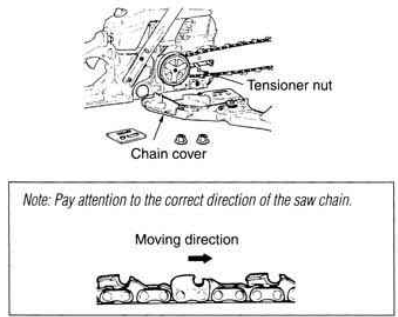 Tensioner nut
Chain cover
Note: Pay attention to the correct direction of the saw chain.
Moving direction